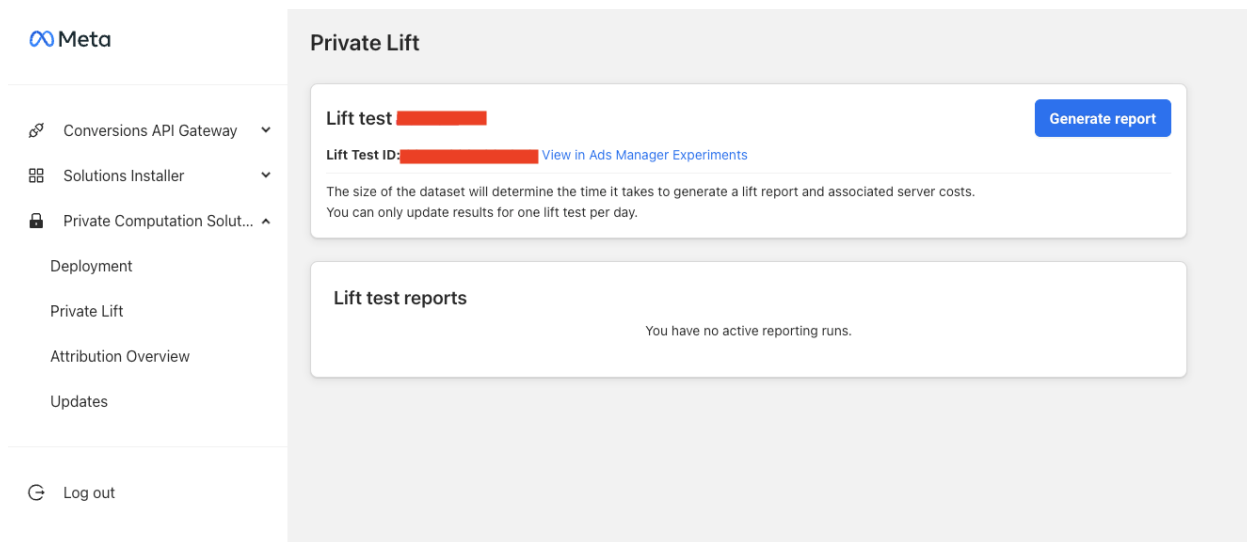 Meta
Conversions API Gateway
Solutions Installer
Private Computation Solut...
Deployment
Private Lift
Attribution Overview
Updates
Log out
Private Lift
Lift test
Generate report
Lift Test ID: View in Ads Manager Experiments
The size of the dataset will determine the time it takes to generate a lift report and associated server costs.
You can only update results for one lift test per day.
Lift test reports
You have no active reporting runs.